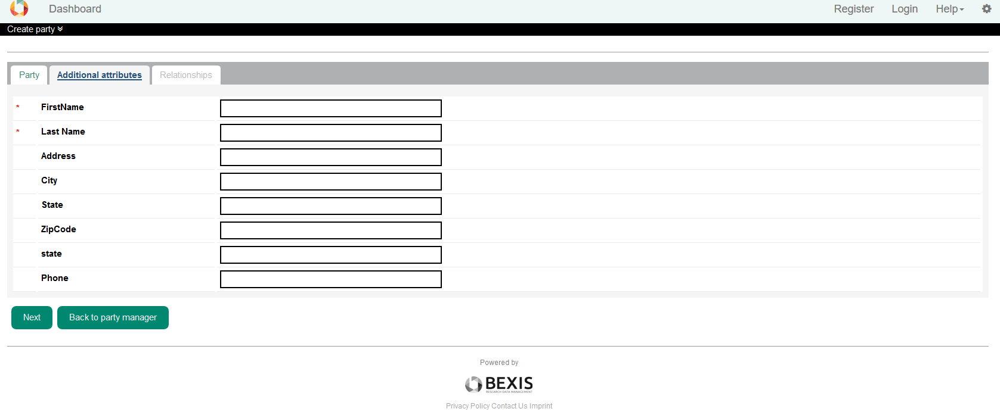 Dashboard Register Login Help
Create party
Party Additional attributes Relationships
* FirstName
* Last Name
Address
City
State
ZipCode
state
Phone
Next Back to party manager
Powered by
BEXIS
RESEARCH DATA MANAGEMENT
Privacy Policy Contact Us Imprint